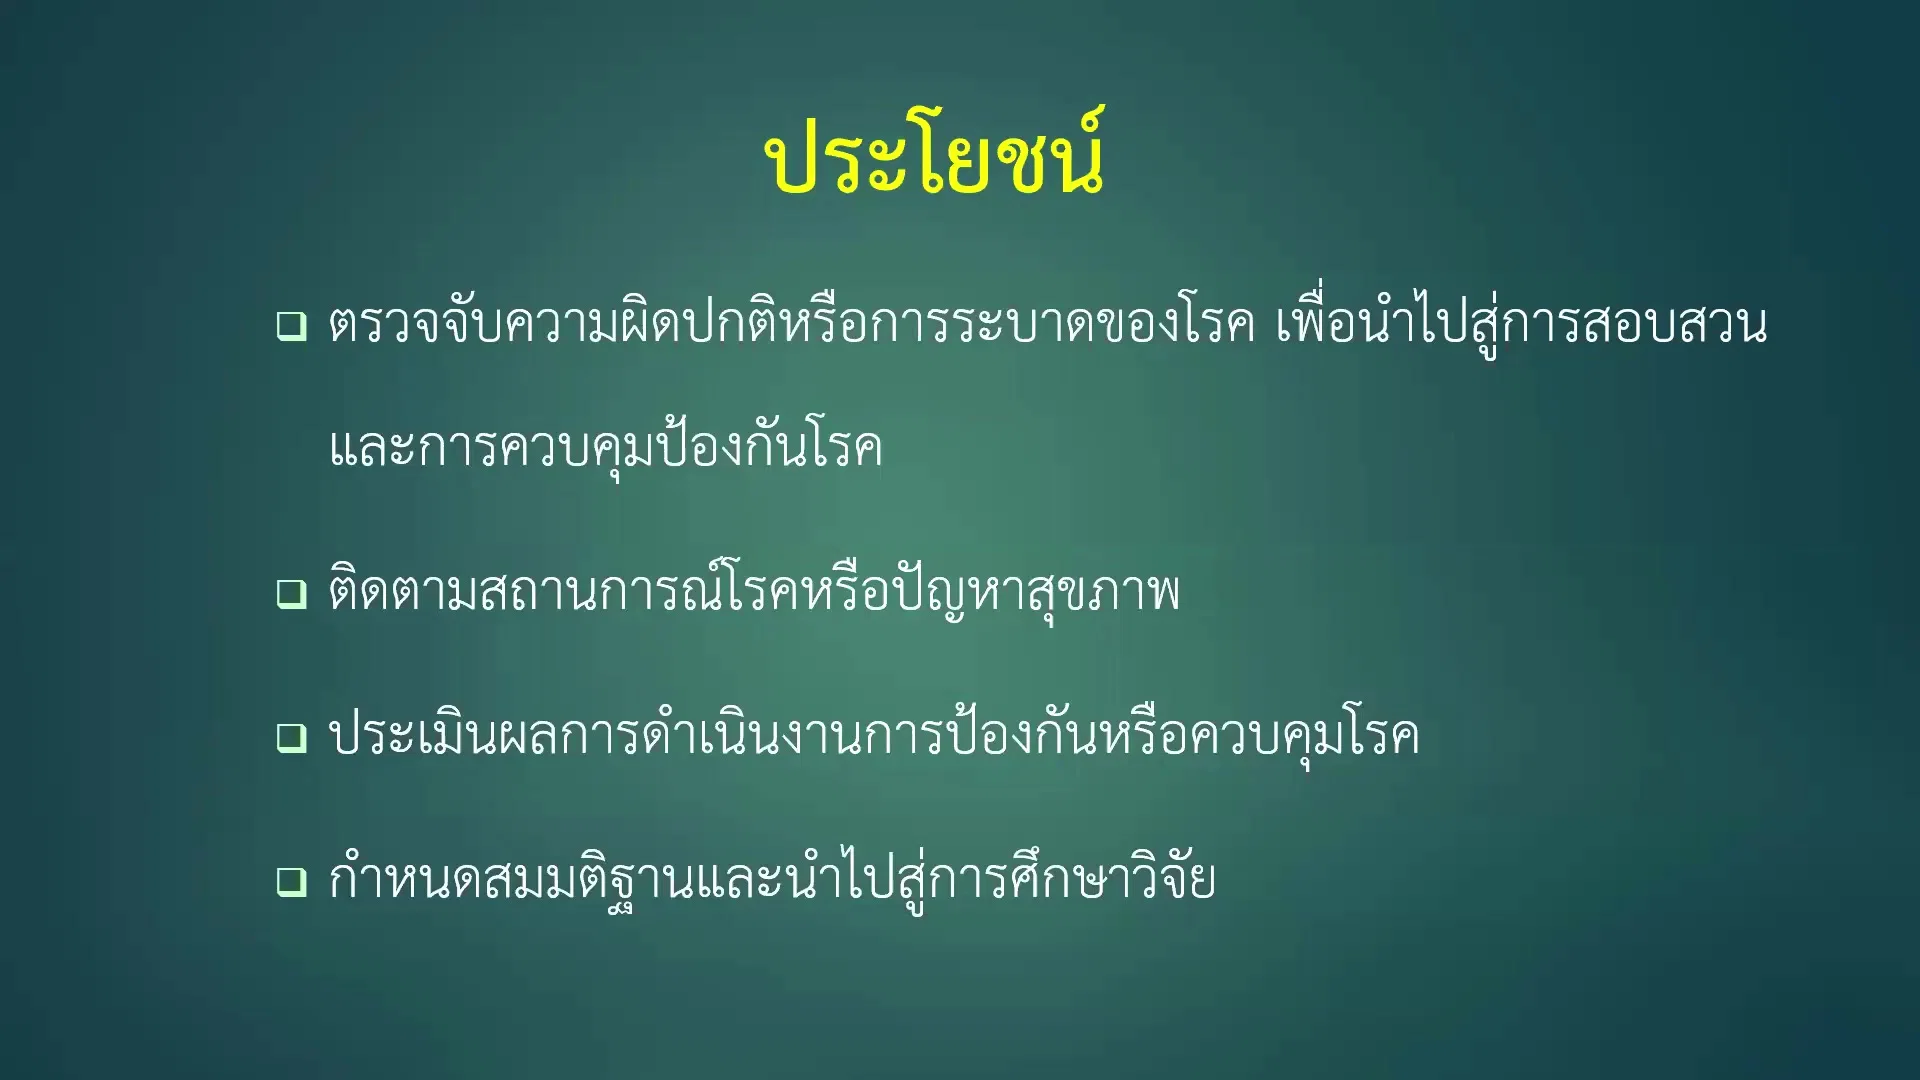 ประโยชน์
ตรวจจับความผิดปกติหรือการระบาดของโรค เพื่อนำไปสู่การสอบสวน
และการควบคุมป้องกันโรค
ติดตามสถานการณ์โรคหรือปัญหาสุขภาพ
ประเมินผลการดำเนินงานการป้องกันหรือควบคุมโรค
กำหนดสมมติฐานและนำไปสู่การศึกษาวิจัย